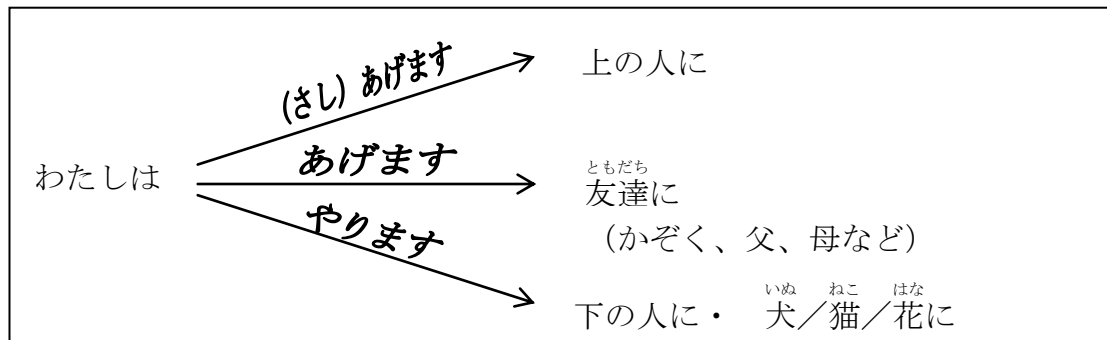 (さし) あげます
上の人に
わたしは
あげます
ともだち
友達に
(かぞく、父、母など)
やります
いぬ ねこ はな
下の人に・ 犬／猫／花に